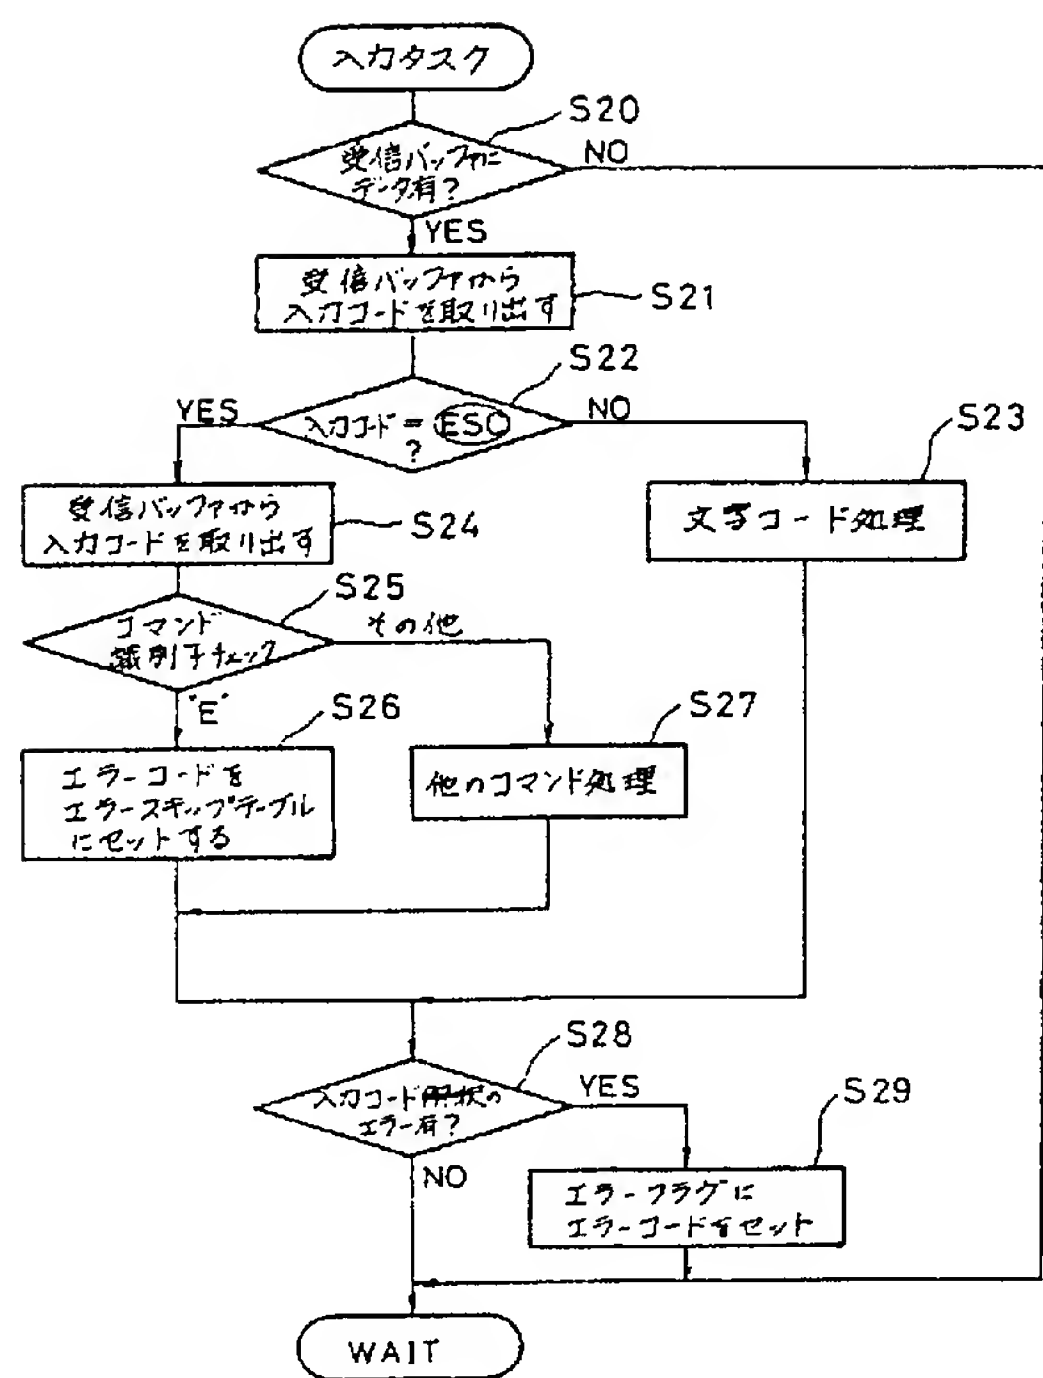 入力タスク
S20
受信バッファに
データ有?
NO
YES
受信バッファから
入力コードを取り出す
S21
S22
入力コード = ESC
?
YES
NO
S23
文字コード処理
受信バッファから
入力コードを取り出す
S24
S25
コマンド
識別子チェック
その他
"E"
S26
エラーコードを
エラースキップテーブル
にセットする
S27
他のコマンド処理
S28
入力コード解釈の
エラー有?
YES
NO
S29
エラーフラグに
エラーコードをセット
WAIT